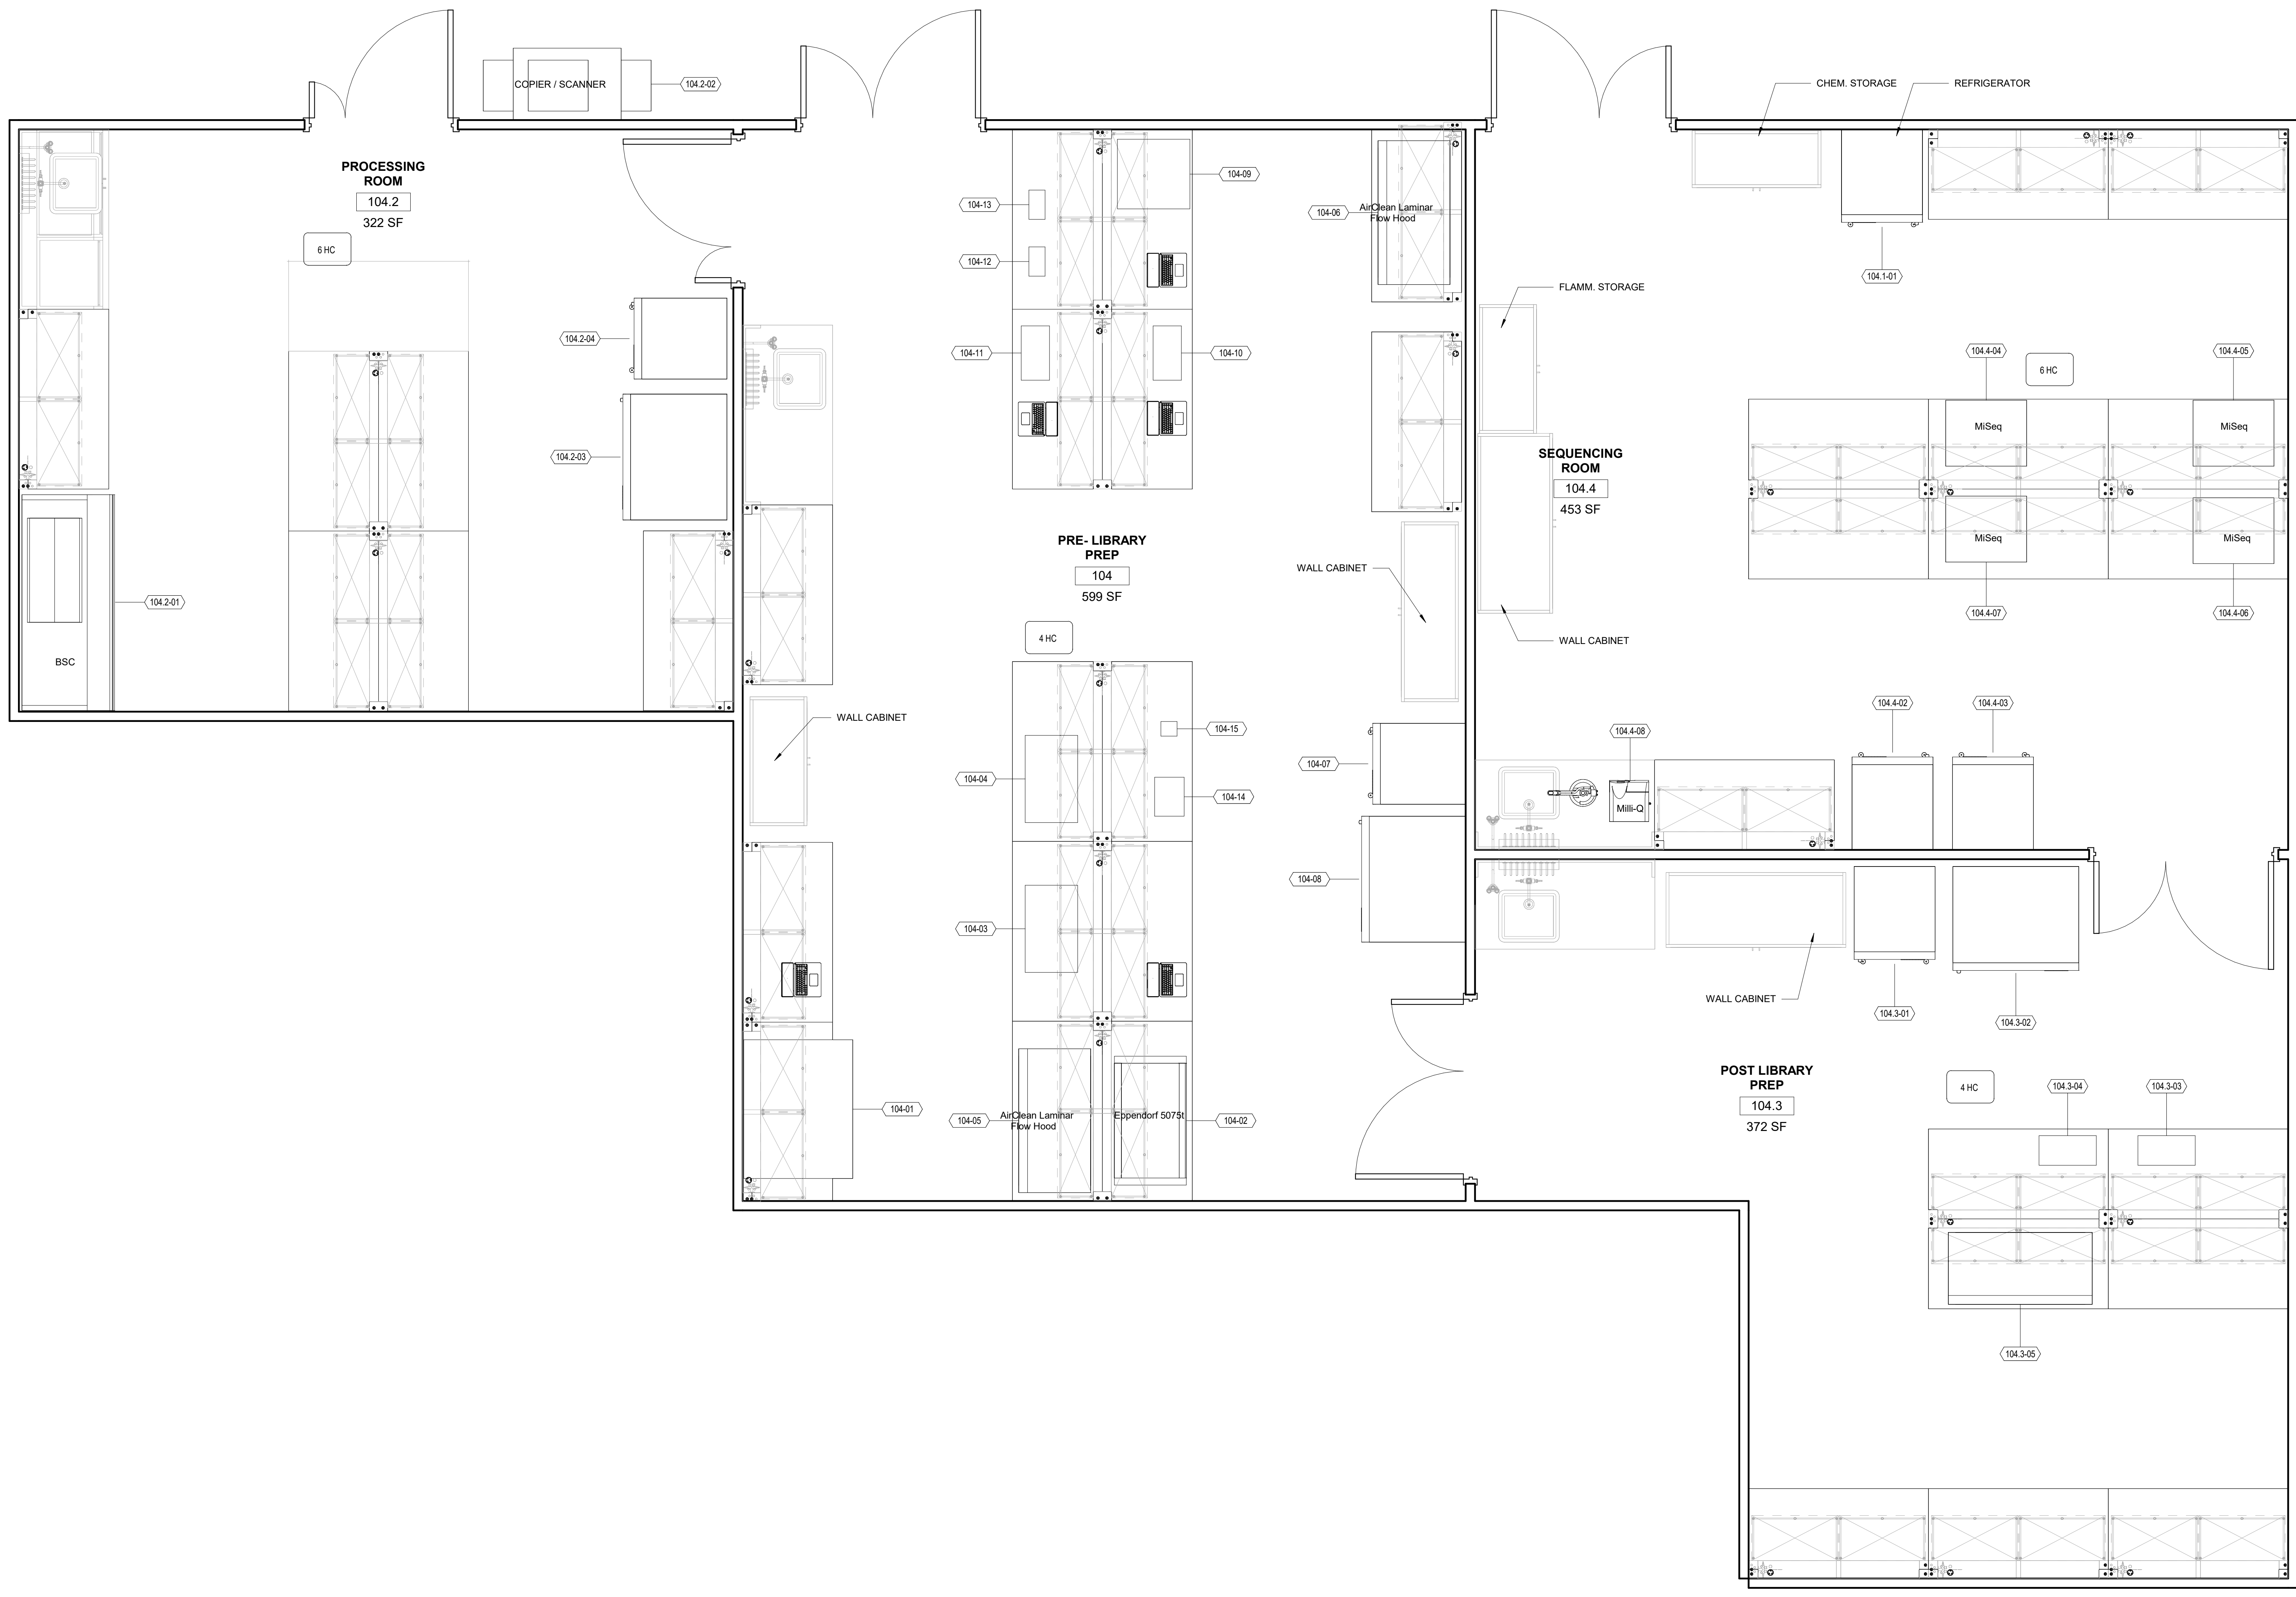 COPIER / SCANNER
104.2-02
CHEM. STORAGE
REFRIGERATOR
PROCESSING
ROOM
104.2
322 SF
6 HC
104-13
104-09
104-06
AirClean Laminar
Flow Hood
104-12
104.1-01
FLAMM. STORAGE
104.2-04
104-11
104-10
104.4-04
104.4-05
6 HC
MiSeq
MiSeq
104.2-03
SEQUENCING
ROOM
104.4
453 SF
MiSeq
MiSeq
PRE- LIBRARY
PREP
104
599 SF
WALL CABINET
104.2-01
104.4-07
104.4-06
4 HC
WALL CABINET
BSC
WALL CABINET
104-15
104.4-02
104.4-03
104.4-08
104-07
104-04
104-14
Milli-Q
104-08
104-03
WALL CABINET
104.3-01
104.3-02
POST LIBRARY
PREP
104.3
372 SF
4 HC
104.3-04
104.3-03
104-01
104-05
AirClean Laminar
Flow Hood
Eppendorf 5075t
104-02
104.3-05